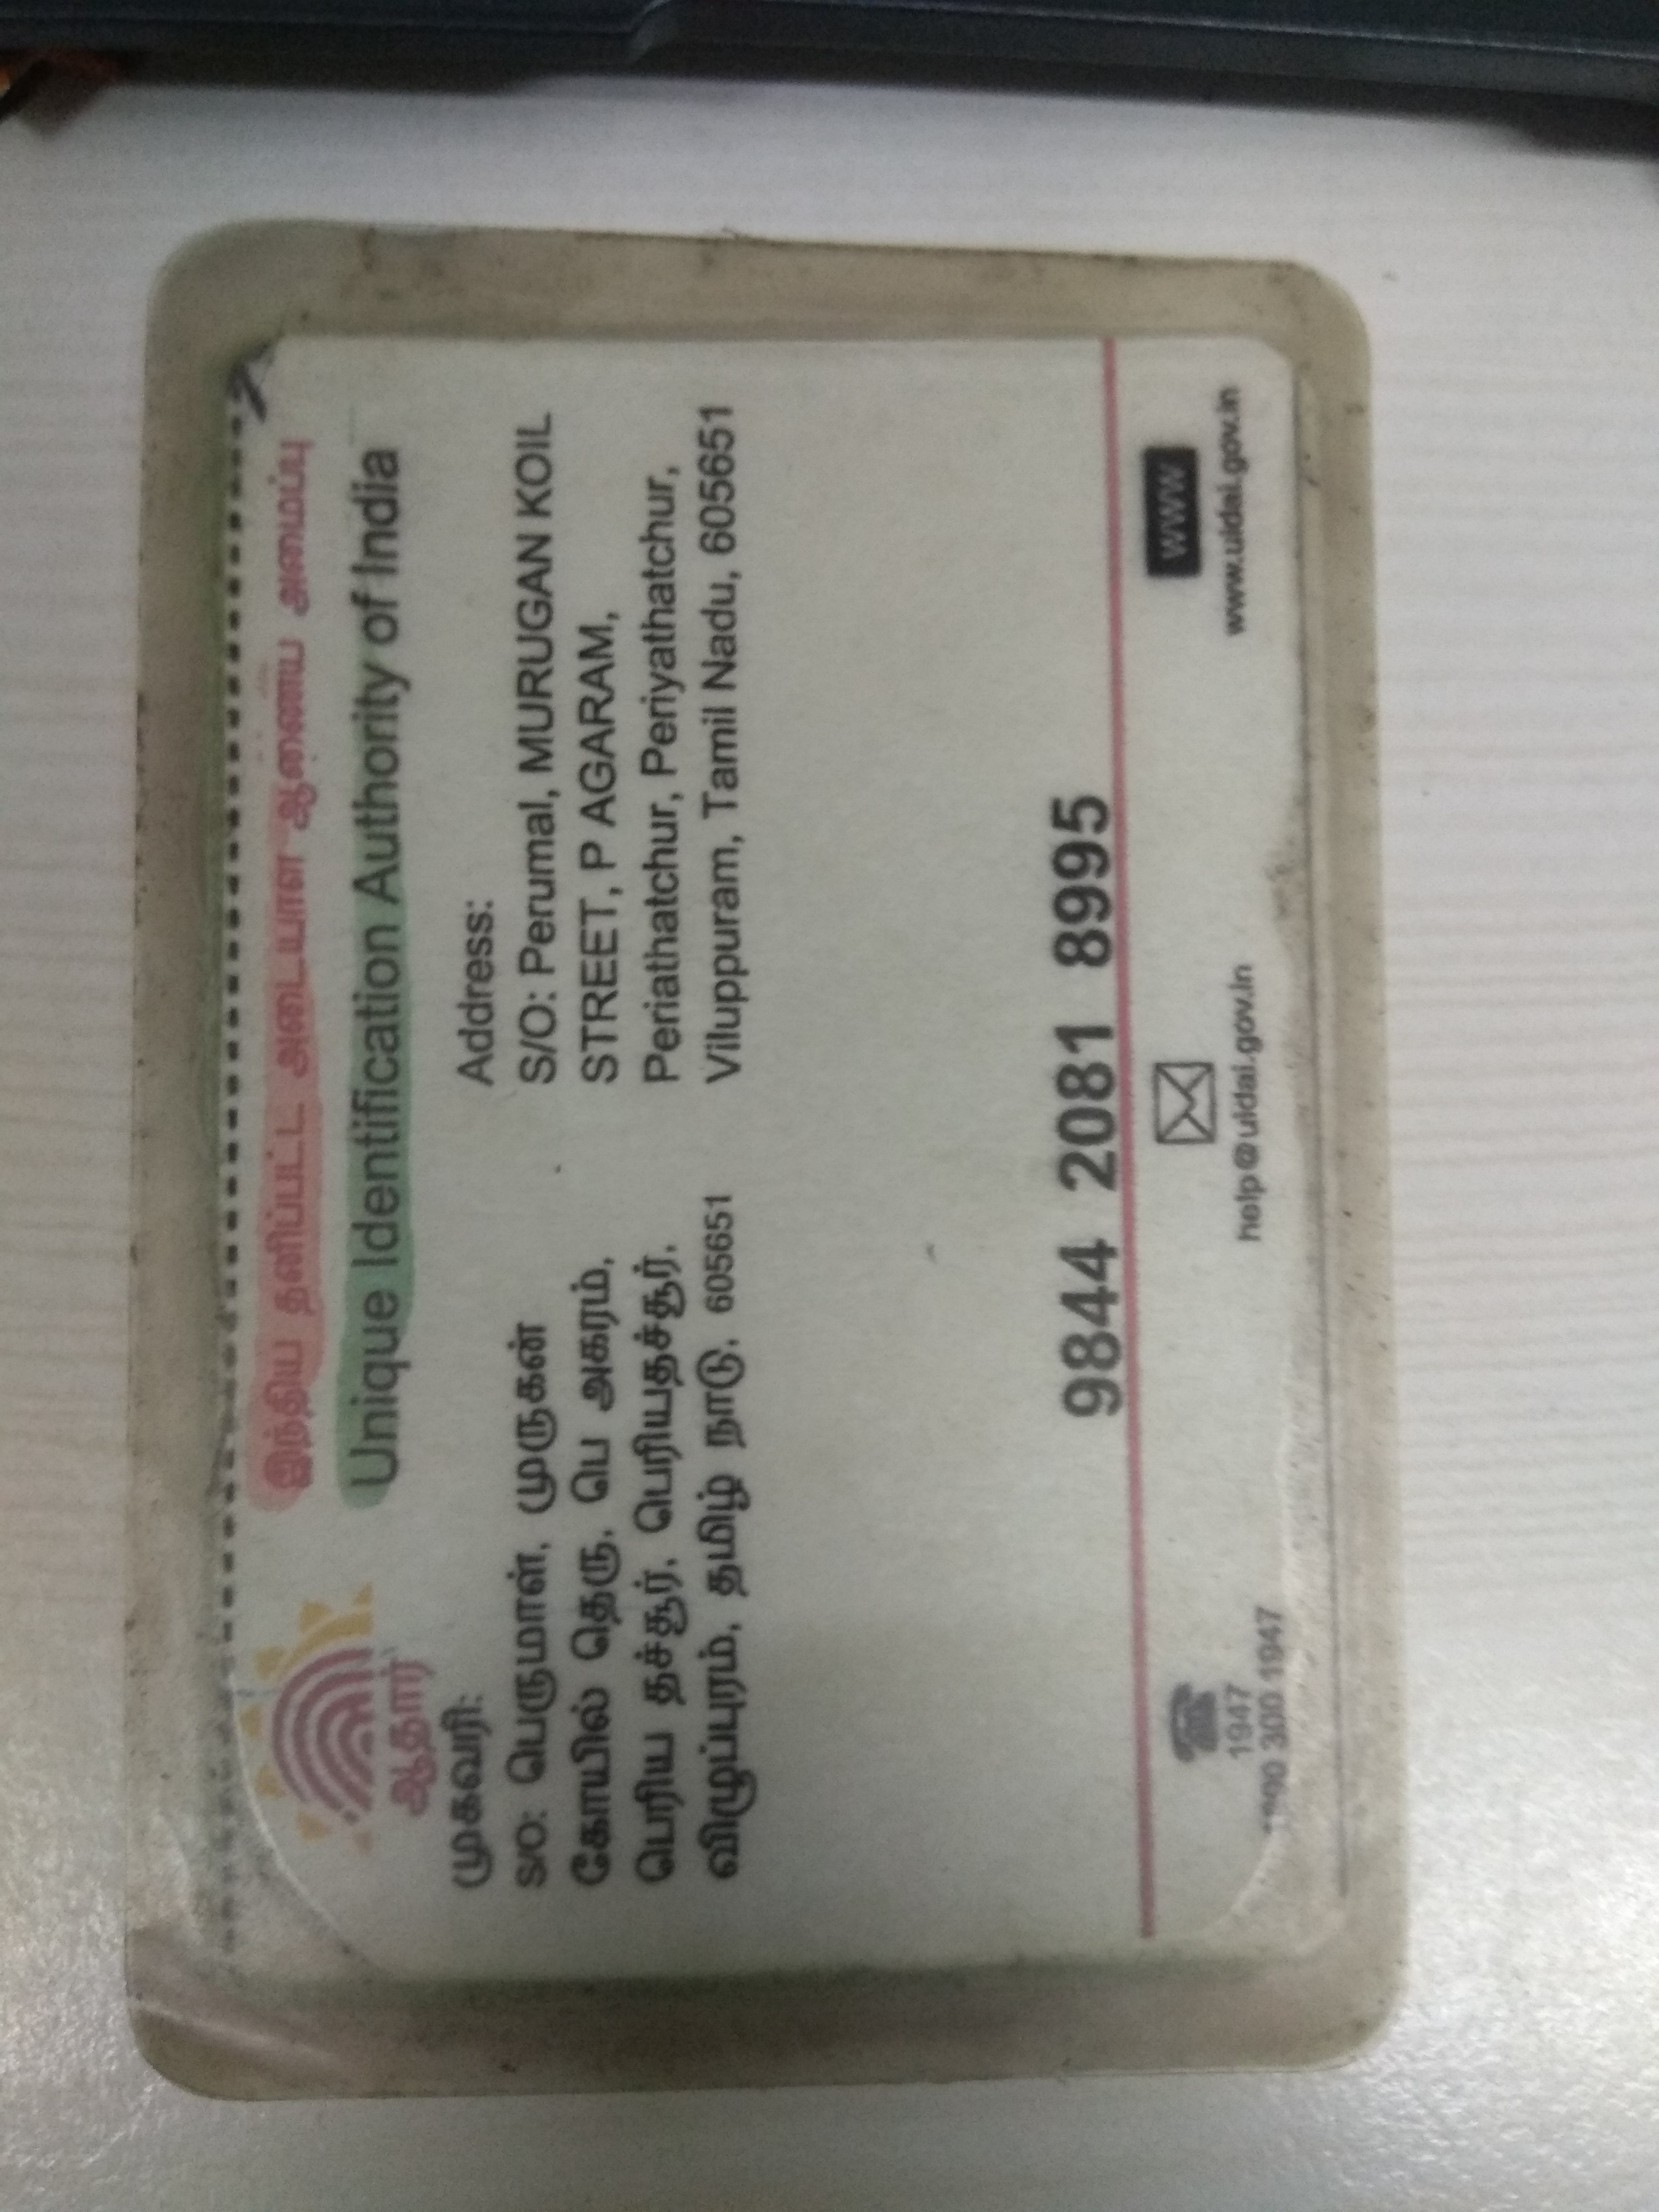 இந்திய தனிப்பட்ட அடையாள ஆணைய அமைப்பு
Unique Identification Authority of India
ஆதார்
முகவரி:
S/O: பெருமாள், முருகன்
கோயில் தெரு, பெ அகரம்,
பெரிய தச்சூர், பெரியதச்சூர்,
விழுப்புரம், தமிழ் நாடு, 605651
Address:
S/O: Perumal, MURUGAN KOIL
STREET, P AGARAM,
Periathatchur, Periyathatchur,
Viluppuram, Tamil Nadu, 605651
9844 2081 8995
1947
300 1947
help@uidai.gov.in
WWW
www.uidai.gov.in